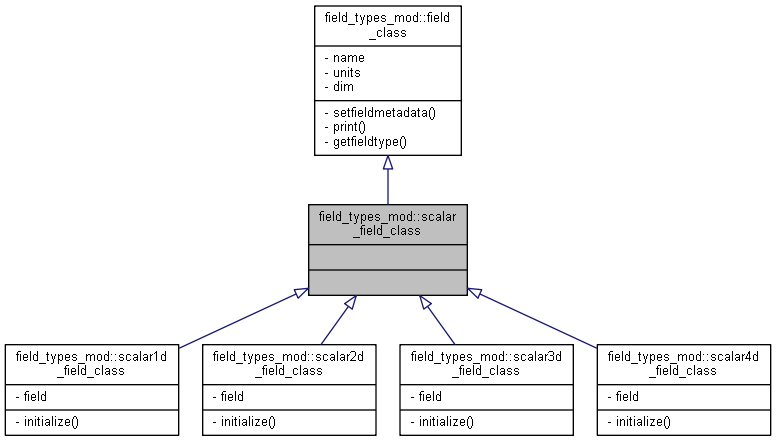 field_types_mod::field
_class
- name
- units
- dim
- setfieldmetadata()
- print()
- getfieldtype()
field_types_mod::scalar
_field_class
field_types_mod::scalar1d
_field_class
- field
- initialize()
field_types_mod::scalar2d
_field_class
- field
- initialize()
field_types_mod::scalar3d
_field_class
- field
- initialize()
field_types_mod::scalar4d
_field_class
- field
- initialize()